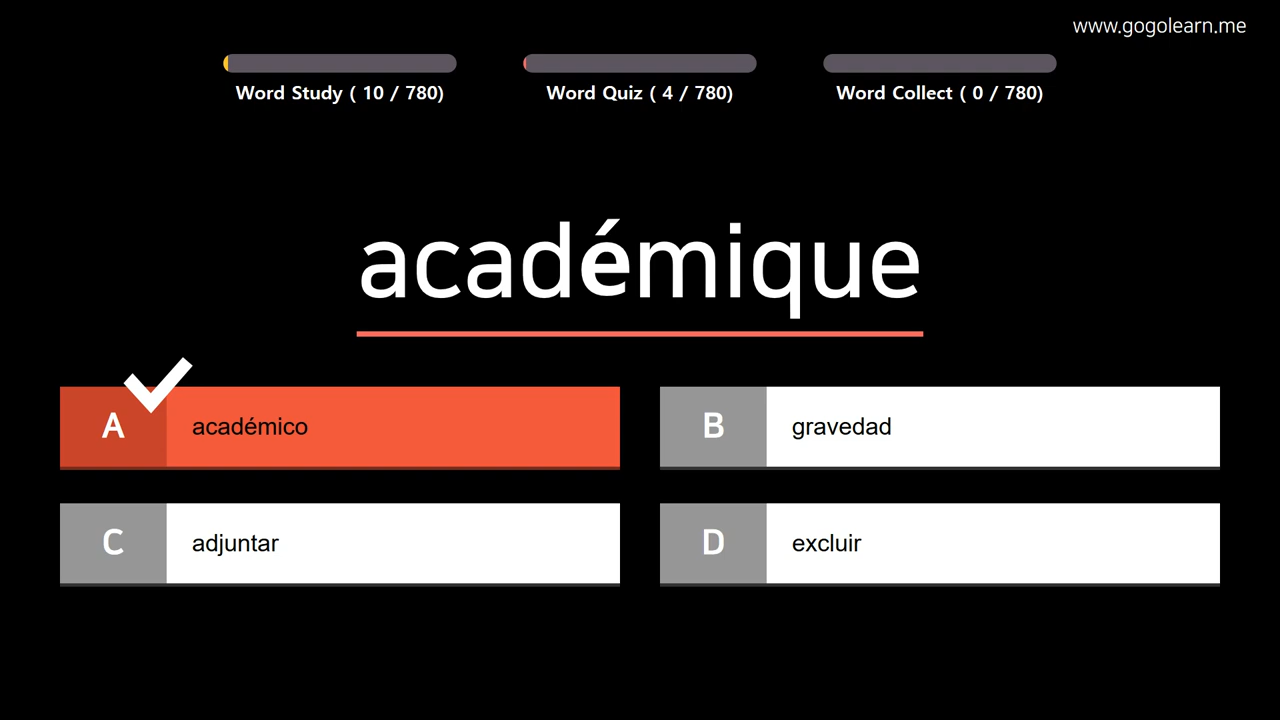 www.gogolearn.me
Word Study ( 10 / 780)
Word Quiz ( 4 / 780)
Word Collect ( 0 / 780)
académique
A académico
B gravedad
C adjuntar
D excluir